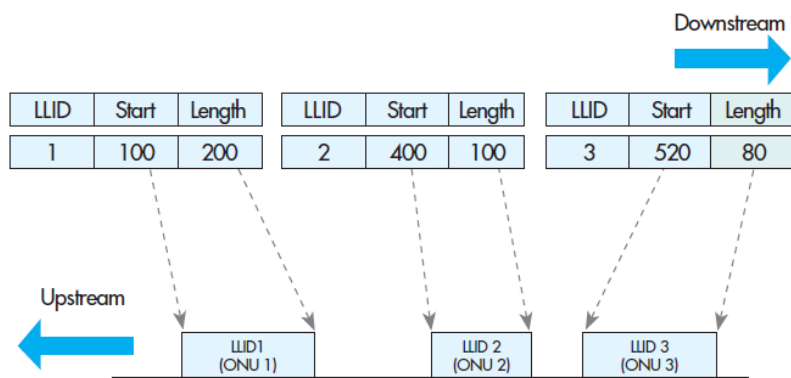 Downstream
LLID Start Length LLID Start Length LLID Start Length
1 100 200 2 400 100 3 520 80
Upstream
LLID1 LLID 2 LLID 3
(ONU 1) (ONU 2) (ONU 3)